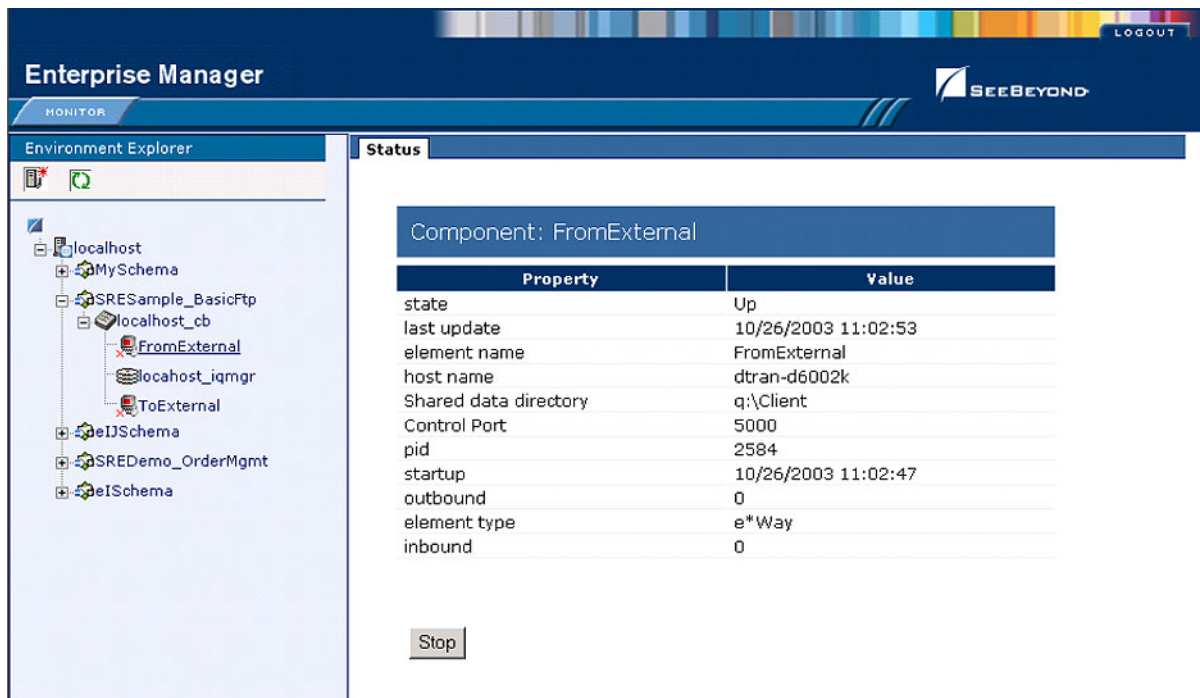 LOGOUT
Enterprise Manager
SEEBEYOND
MONITOR
Environment Explorer
Status
localhost
MySchema
SRESample_BasicFtp
localhost_cb
FromExternal
locahost_iqmgr
ToExternal
eIJSchema
SREDemo_OrderMgmt
eISchema
Component: FromExternal
Property Value
state Up
last update 10/26/2003 11:02:53
element name FromExternal
host name dtran-d6002k
Shared data directory q:\Client
Control Port 5000
pid 2584
startup 10/26/2003 11:02:47
outbound 0
element type e*Way
inbound 0
Stop